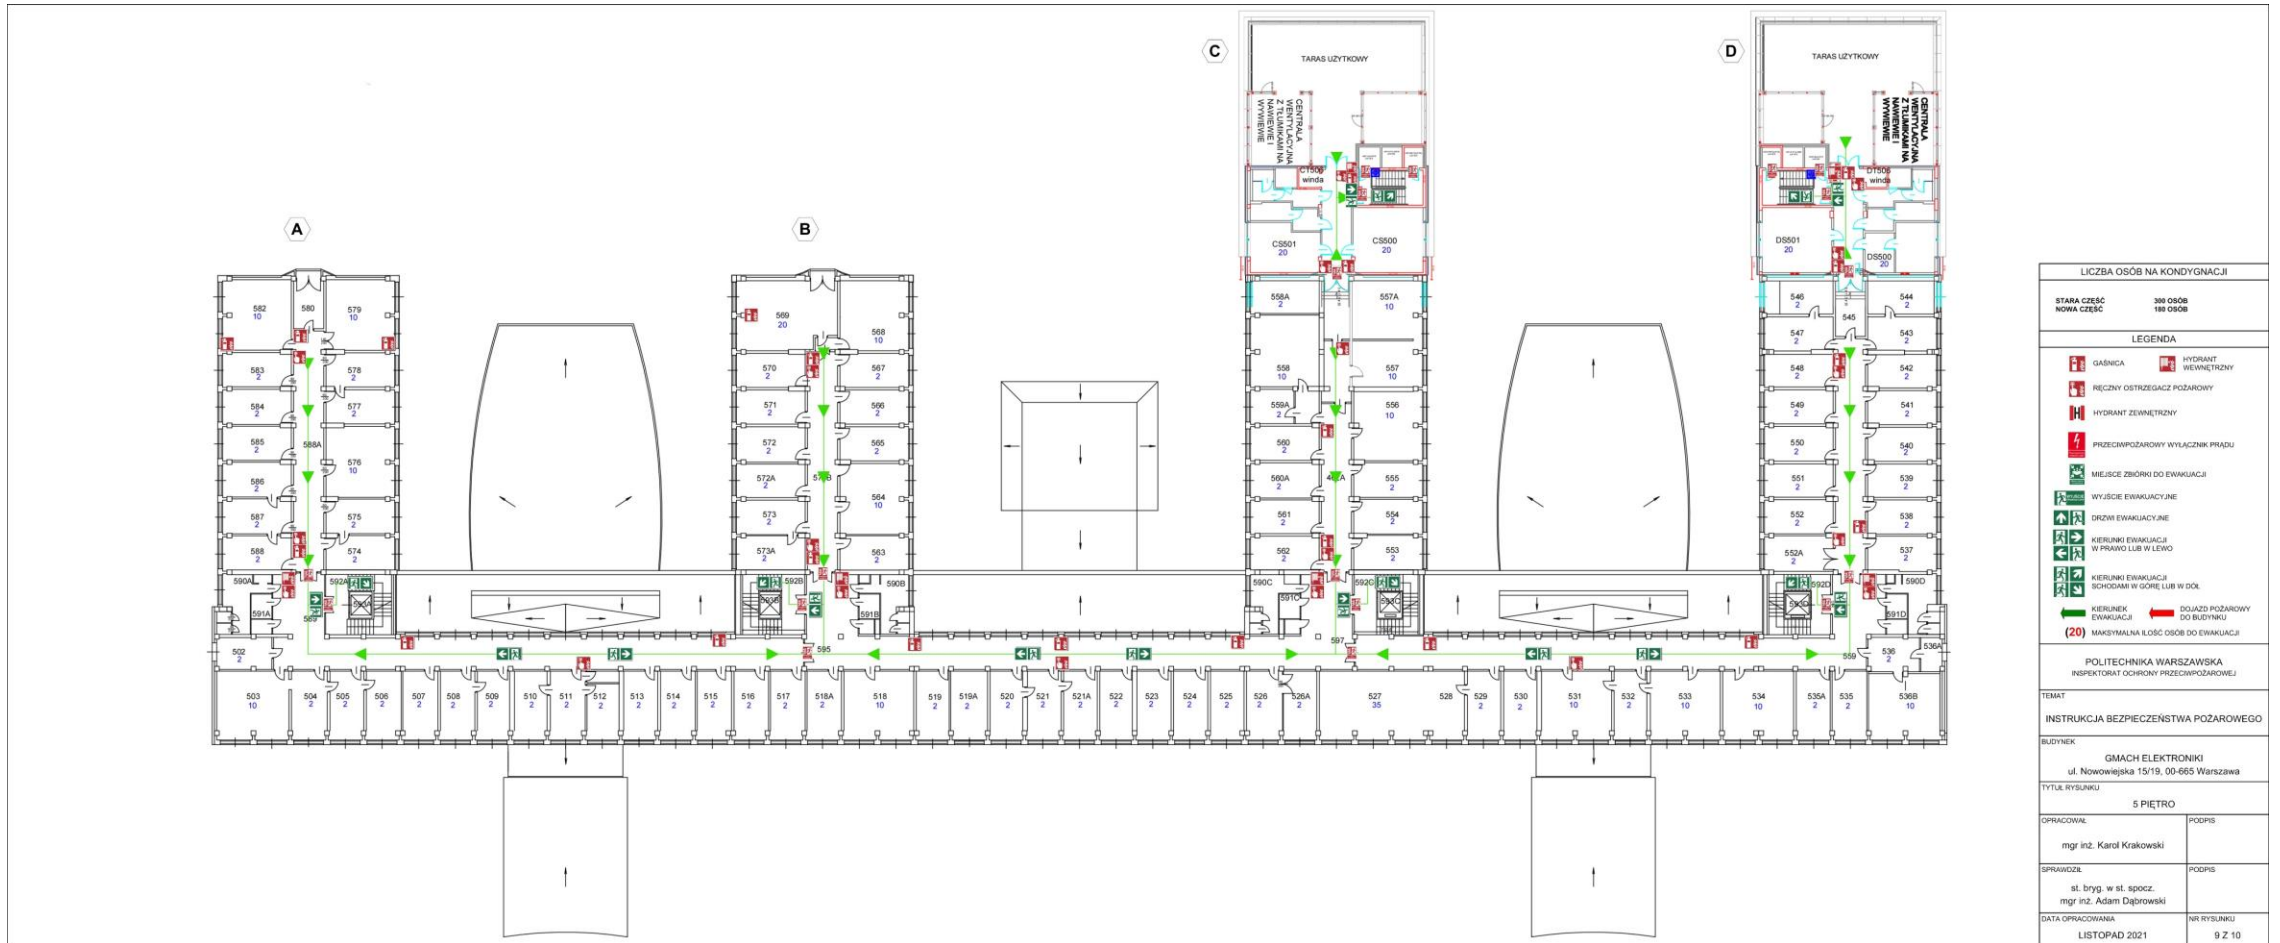 C
D
TARAS UŻYTKOWY
TARAS UŻYTKOWY
CENTRALA
WENTYLACYJNA
Z TŁUMIKAMI NA
NAWIEWIE I
WYWIEWIE
CENTRALA
WENTYLACYJNA
Z TŁUMIKAMI NA
NAWIEWIE I
WYWIEWIE
CT506
winda
DT506
winda
CS501
20
CS500
20
DS501
20
DS500
20
A
B
582
10
580
579
10
583
2
578
2
584
2
577
2
588A
585
2
576
10
586
2
587
2
575
2
588
2
574
2
590A
592A
593A
591A
569
20
568
10
570
2
567
2
571
2
566
2
572
2
565
2
572A
2
564
10
573
2
573A
2
563
2
592B
593B
590B
591B
595
558A
2
557A
10
558
10
557
10
559A
2
556
10
560
2
560A
2
555
2
561
2
554
2
562
2
553
2
590C
591C
592C
593C
597
546
2
544
2
545
547
2
543
2
548
2
542
2
549
2
541
2
550
2
540
2
551
2
539
2
552
2
538
2
552A
2
537
2
592D
593D
590D
591D
559
536
2
536A
502
2
503
10
504
2
505
2
506
2
507
2
508
2
509
2
510
2
511
2
512
2
513
2
514
2
515
2
516
2
517
2
518A
2
518
10
519
2
519A
2
520
2
521
2
521A
2
522
2
523
2
524
2
525
2
526
2
526A
2
527
35
528
529
2
530
2
531
10
532
2
533
10
534
10
535A
2
535
2
536B
10
LICZBA OSÓB NA KONDYGNACJI
STARA CZĘŚĆ 300 OSÓB
NOWA CZĘŚĆ 180 OSÓB
LEGENDA
GAŚNICA
HYDRANT
WEWNĘTRZNY
RĘCZNY OSTRZEGACZ POŻAROWY
HYDRANT ZEWNĘTRZNY
PRZECIWPOŻAROWY WYŁĄCZNIK PRĄDU
MIEJSCE ZBIÓRKI DO EWAKUACJI
WYJŚCIE EWAKUACYJNE
DRZWI EWAKUACYJNE
KIERUNKI EWAKUACJI
W PRAWO LUB W LEWO
KIERUNKI EWAKUACJI
SCHODAMI W GÓRĘ LUB W DÓŁ
KIERUNEK
EWAKUACJI
DOJAZD POŻAROWY
DO BUDYNKU
(20) MAKSYMALNA ILOŚĆ OSÓB DO EWAKUACJI
POLITECHNIKA WARSZAWSKA
INSPEKTORAT OCHRONY PRZECIWPOŻAROWEJ
TEMAT
INSTRUKCJA BEZPIECZEŃSTWA POŻAROWEGO
BUDYNEK
GMACH ELEKTRONIKI
ul. Nowowiejska 15/19, 00-665 Warszawa
TYTUŁ RYSUNKU
5 PIĘTRO
OPRACOWAŁ
PODPIS
mgr inż. Karol Krakowski
SPRAWDZIŁ
PODPIS
st. bryg. w st. spocz.
mgr inż. Adam Dąbrowski
DATA OPRACOWANIA
NR RYSUNKU
LISTOPAD 2021
9 Z 10